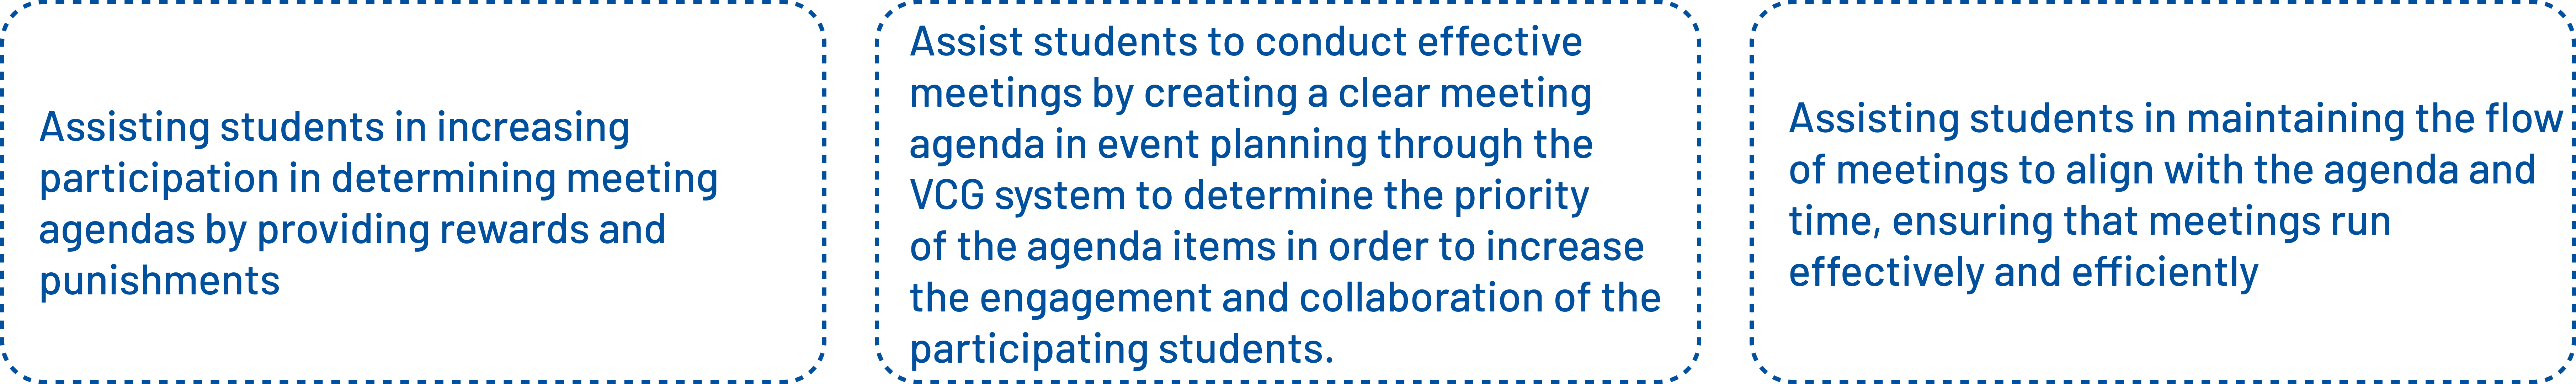 Assisting students in increasing
participation in determining meeting
agendas by providing rewards and
punishments
Assist students to conduct effective
meetings by creating a clear meeting
agenda in event planning through the
VCG system to determine the priority
of the agenda items in order to increase
the engagement and collaboration of the
participating students.
Assisting students in maintaining the flow
of meetings to align with the agenda and
time, ensuring that meetings run
effectively and efficiently